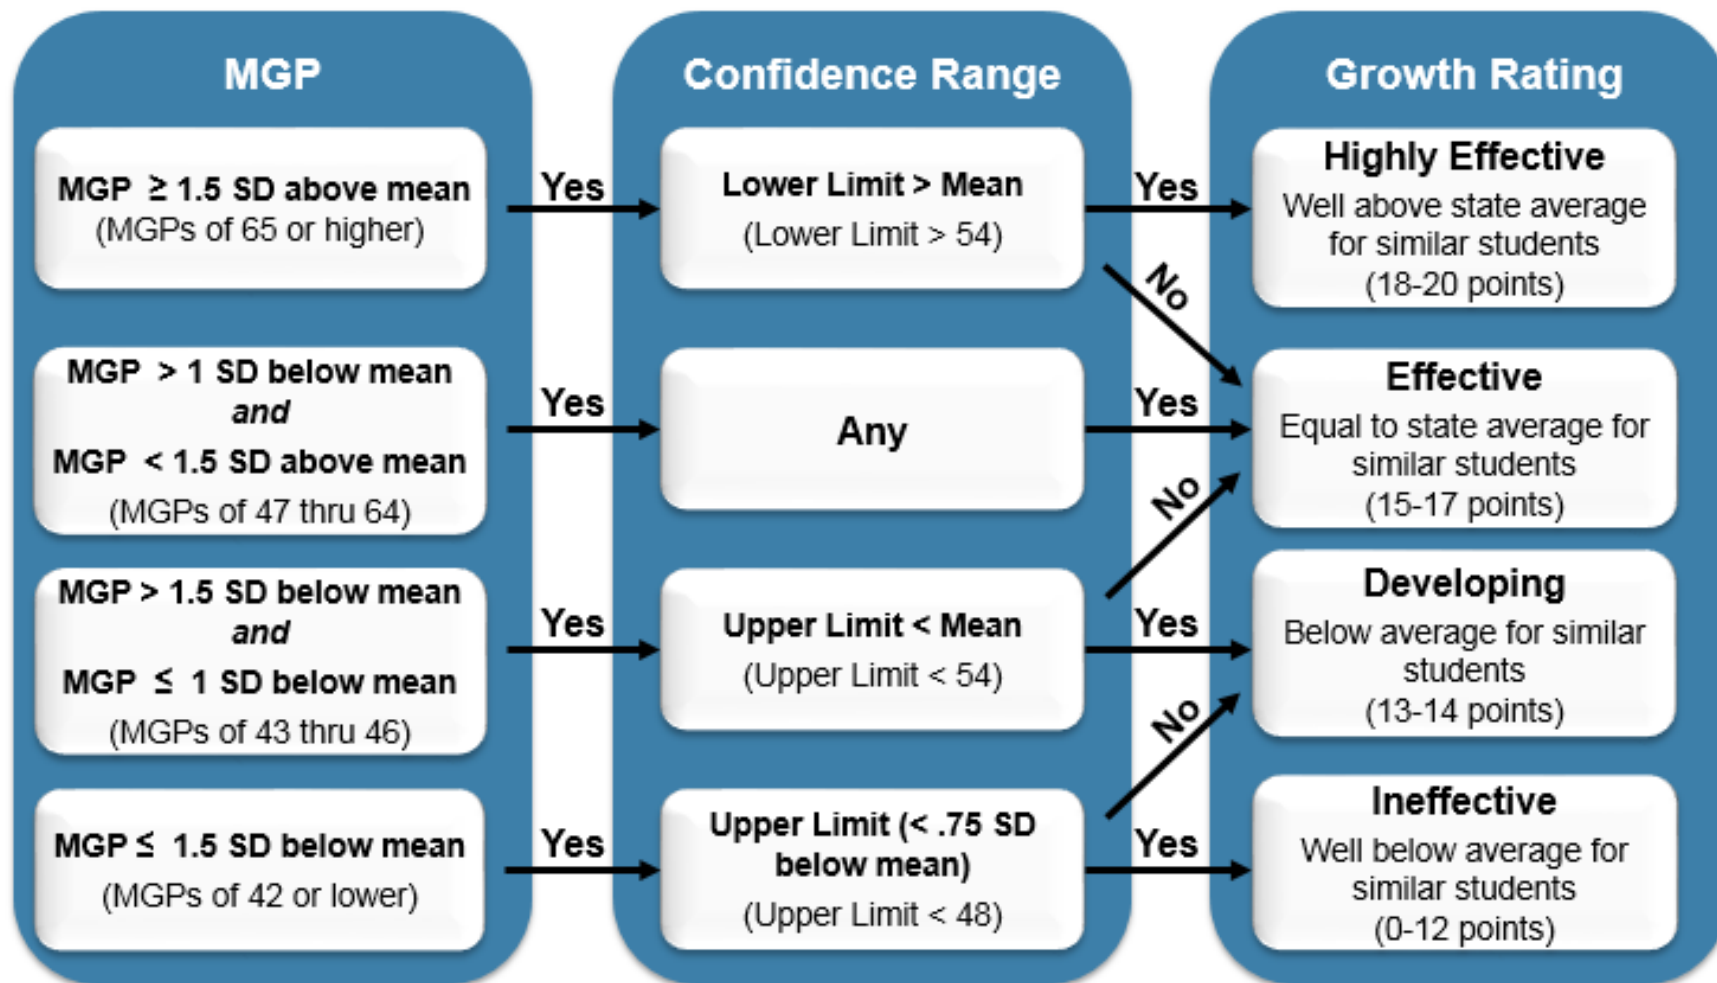 MGP
MGP ≥ 1.5 SD above mean
(MGPs of 65 or higher)
MGP > 1 SD below mean
and
MGP < 1.5 SD above mean
(MGPs of 47 thru 64)
MGP > 1.5 SD below mean
and
MGP ≤ 1 SD below mean
(MGPs of 43 thru 46)
MGP ≤ 1.5 SD below mean
(MGPs of 42 or lower)
Yes
Yes
Yes
Yes
Confidence Range
Lower Limit > Mean
(Lower Limit > 54)
Any
Upper Limit < Mean
(Upper Limit < 54)
Upper Limit (< .75 SD
below mean)
(Upper Limit < 48)
Yes
No
Yes
No
Yes
No
Yes
Growth Rating
Highly Effective
Well above state average
for similar students
(18-20 points)
Effective
Equal to state average for
similar students
(15-17 points)
Developing
Below average for similar
students
(13-14 points)
Ineffective
Well below average for
similar students
(0-12 points)